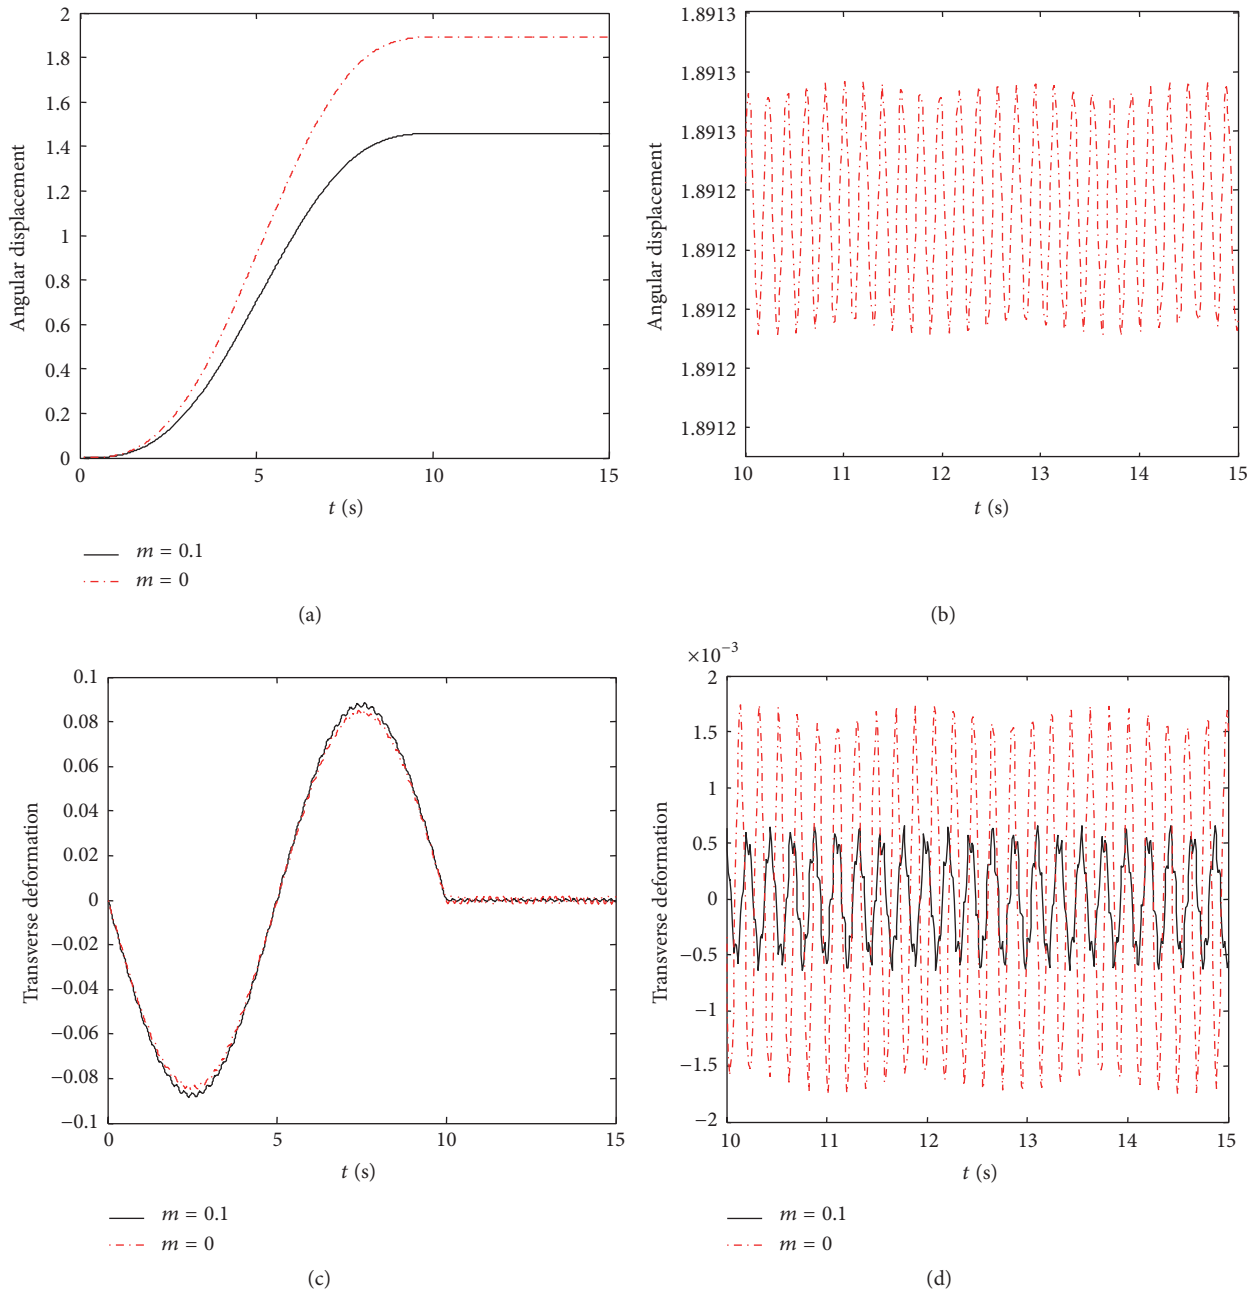 2
1.8
1.6
1.4
1.2
1
0.8
0.6
0.4
0.2
0
Angular displacement
0 5 10 15
t (s)
m = 0.1
m = 0
(a)
1.8913
1.8913
1.8913
1.8912
1.8912
1.8912
1.8912
1.8912
Angular displacement
10 11 12 13 14 15
t (s)
(b)
0.1
0.08
0.06
0.04
0.02
0
−0.02
−0.04
−0.06
−0.08
−0.1
Transverse deformation
0 5 10 15
t (s)
m = 0.1
m = 0
(c)
×10−3
2
1.5
1
0.5
0
−0.5
−1
−1.5
−2
Transverse deformation
10 11 12 13 14 15
t (s)
m = 0.1
m = 0
(d)